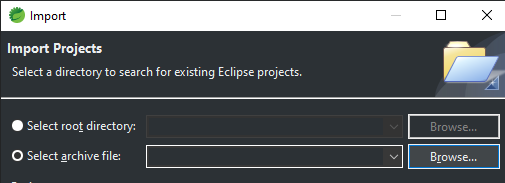 Import
Import Projects
Select a directory to search for existing Eclipse projects.
Select root directory:
Browse...
Select archive file:
Browse...